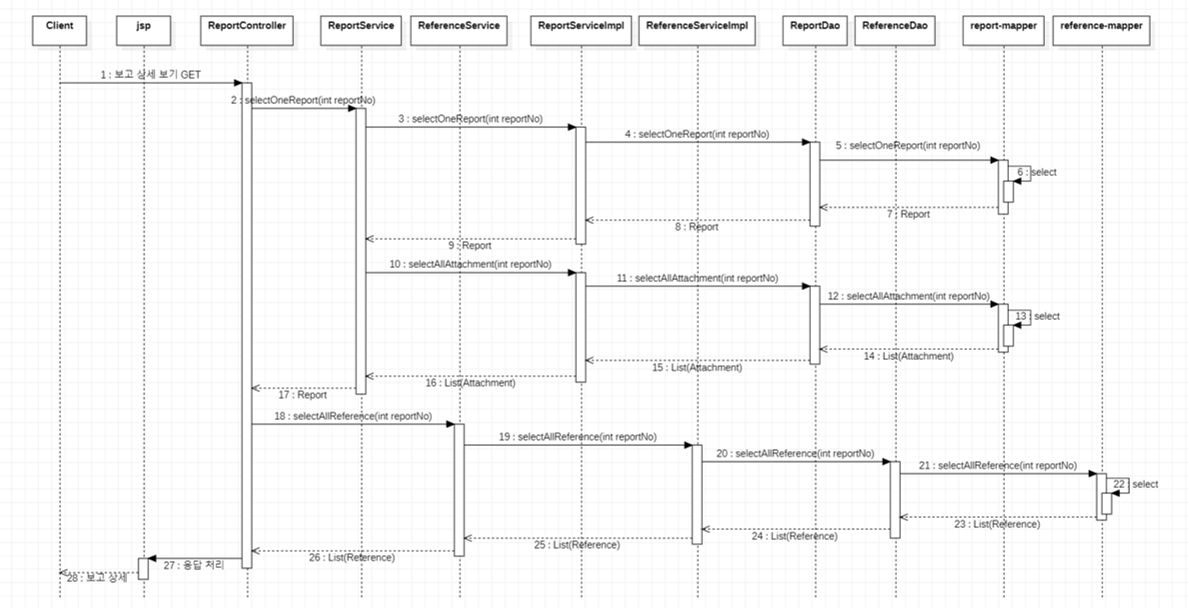 Client
jsp
ReportController
ReportService
ReferenceService
ReportServiceImpl
ReferenceServiceImpl
ReportDao
ReferenceDao
report-mapper
reference-mapper
1 : 보고 상세 보기 GET
2 : selectOneReport(int reportNo)
3 : selectOneReport(int reportNo)
4 : selectOneReport(int reportNo)
5 : selectOneReport(int reportNo)
6 : select
7 : Report
8 : Report
9 : Report
10 : selectAllAttachment(int reportNo)
11 : selectAllAttachment(int reportNo)
12 : selectAllAttachment(int reportNo)
13 : select
14 : List(Attachment)
15 : List(Attachment)
16 : List(Attachment)
17 : Report
18 : selectAllReference(int reportNo)
19 : selectAllReference(int reportNo)
20 : selectAllReference(int reportNo)
21 : selectAllReference(int reportNo)
22 : select
23 : List(Reference)
24 : List(Reference)
25 : List(Reference)
26 : List(Reference)
27 : 응답 처리
28 : 보고 상세